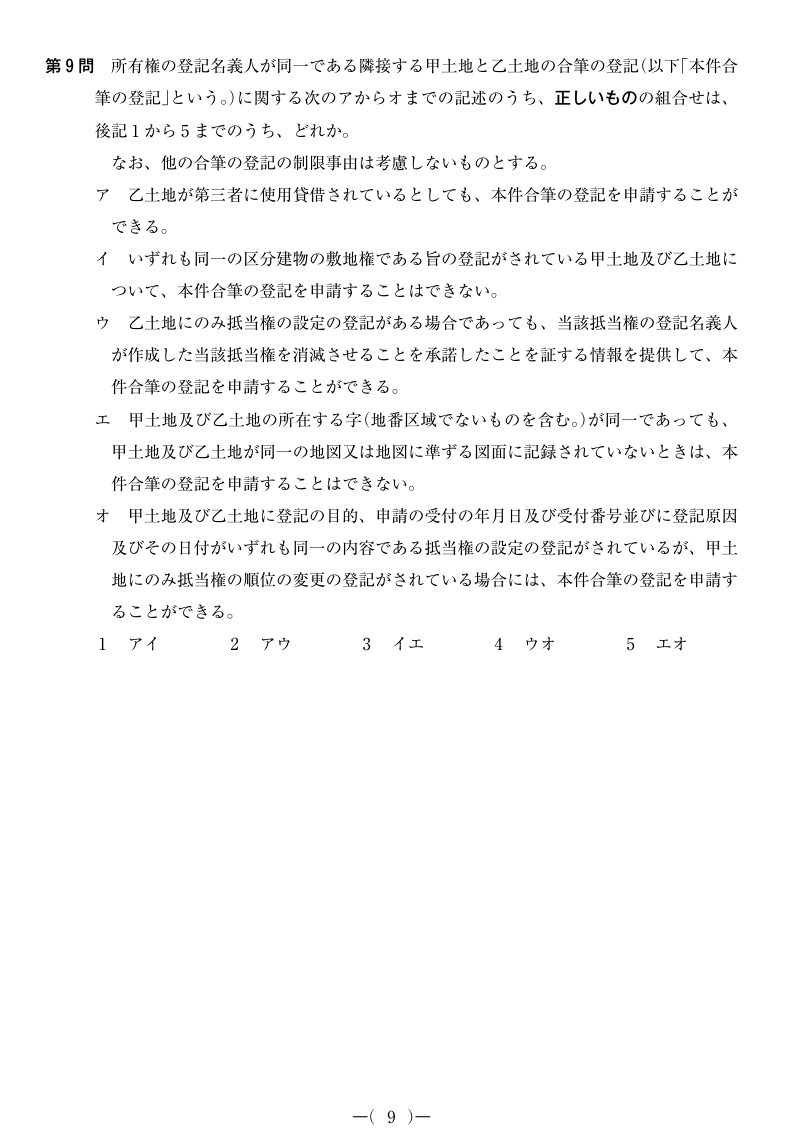 第9問　所有権の登記名義人が同一である隣接する甲土地と乙土地の合筆の登記(以下「本件合
筆の登記」という。)に関する次のアからオまでの記述のうち、正しいものの組合せは、
後記1から5までのうち、どれか。
なお、他の合筆の登記の制限事由は考慮しないものとする。
ア　乙土地が第三者に使用貸借されているとしても、本件合筆の登記を申請することが
できる。
イ　いずれも同一の区分建物の敷地権である旨の登記がされている甲土地及び乙土地に
ついて、本件合筆の登記を申請することはできない。
ウ　乙土地にのみ抵当権の設定の登記がある場合であっても、当該抵当権の登記名義人
が作成した当該抵当権を消滅させることを承諾したことを証する情報を提供して、本
件合筆の登記を申請することができる。
エ　甲土地及び乙土地の所在する字(地番区域でないものを含む。)が同一であっても、
甲土地及び乙土地が同一の地図又は地図に準ずる図面に記録されていないときは、本
件合筆の登記を申請することはできない。
オ　甲土地及び乙土地に登記の目的、申請の受付の年月日及び受付番号並びに登記原因
及びその日付がいずれも同一の内容である抵当権の設定の登記がされているが、甲土
地にのみ抵当権の順位の変更の登記がされている場合には、本件合筆の登記を申請す
ることができる。
1　アイ　2　アウ　3　イエ　4　ウオ　5　エオ
―( 9 )―